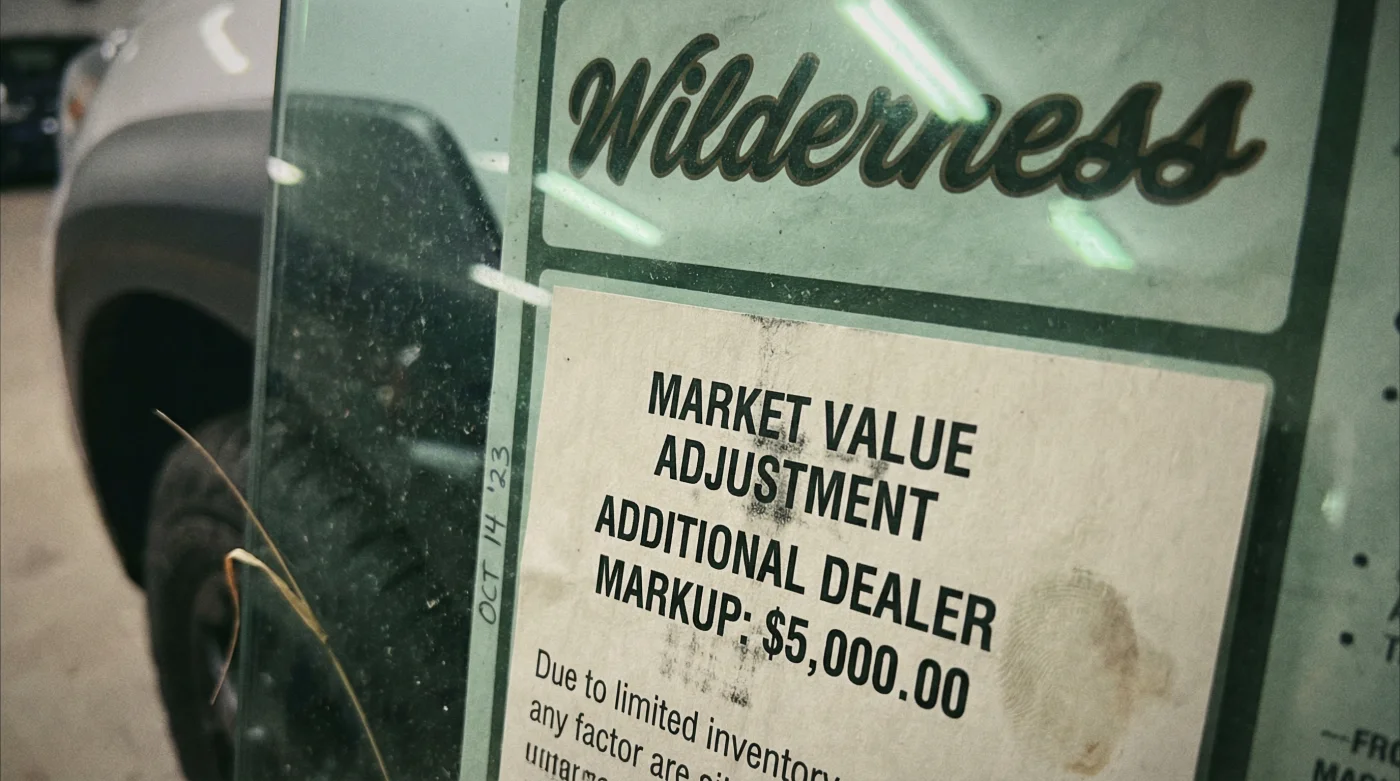 Wilderness
OCT 14 '23
MARKET VALUE
ADJUSTMENT
ADDITIONAL DEALER
MARKUP: $5,000.00
Due to limited inventory
any factor are